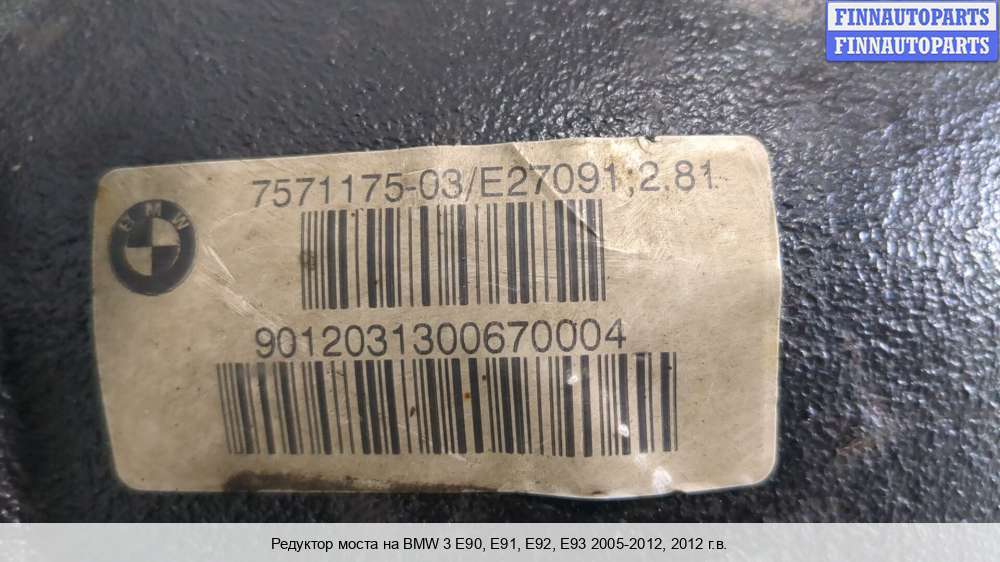 FINNAUTOPARTS
FINNAUTOPARTS
7571175-03/E27091,2.81
BMW
9012031300670004
Редуктор моста на BMW 3 E90, E91, E92, E93 2005-2012, 2012 г.в.